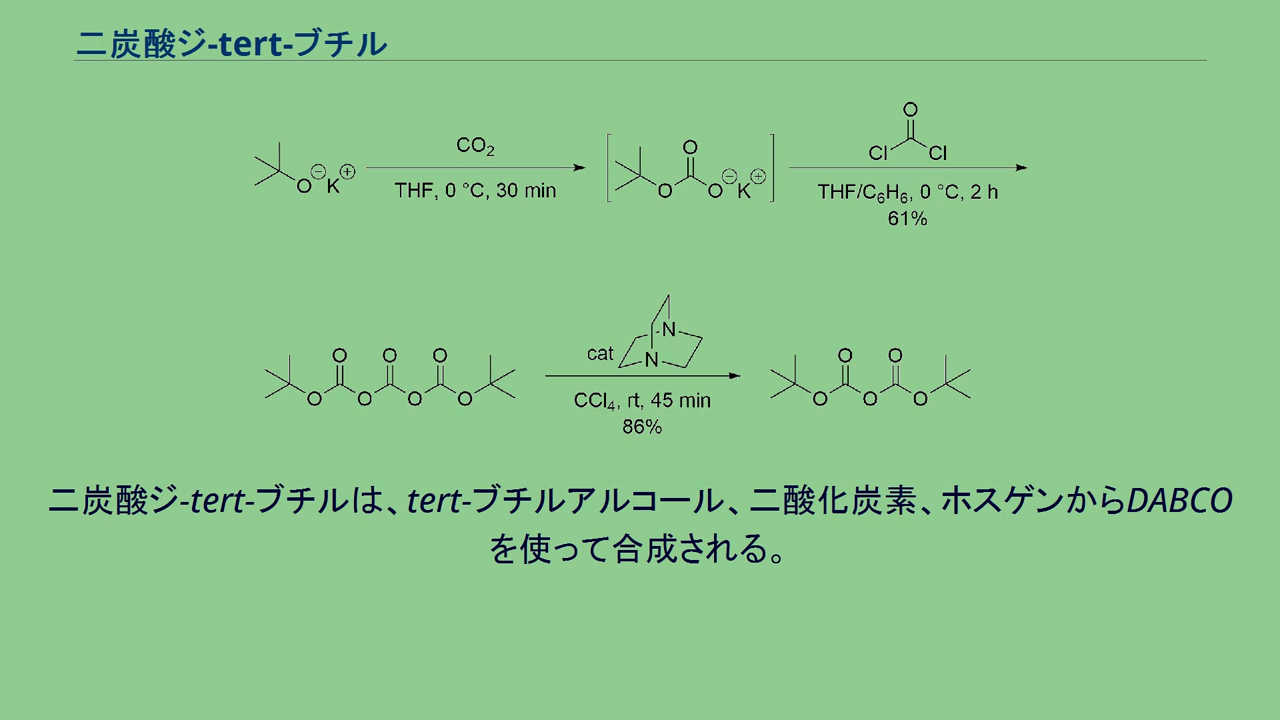 二炭酸ジ-tert-ブチル
O
CO₂
O
Cl Cl
O⊖K⊕
THF, 0 °C, 30 min
O O⊖K⊕
THF/C₆H₆, 0 °C, 2 h
61%
N
O O O
cat N
O O
O O O O
CCl₄, rt, 45 min
O O O
86%
二炭酸ジ-tert-ブチルは、tert-ブチルアルコール、二酸化炭素、ホスゲンからDABCO
を使って合成される。